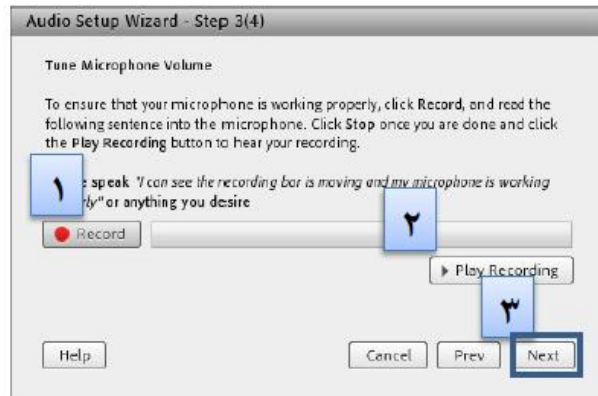 Audio Setup Wizard - Step 3(4)
Tune Microphone Volume
To ensure that your microphone is working properly, click Record, and read the
following sentence into the microphone. Click Stop once you are done and click
the Play Recording button to hear your recording.
۱
speak "I can see the recording bar is moving and my microphone is working
or anything you desire
۲
Record
Play Recording
۳
Help
Cancel
Prev
Next